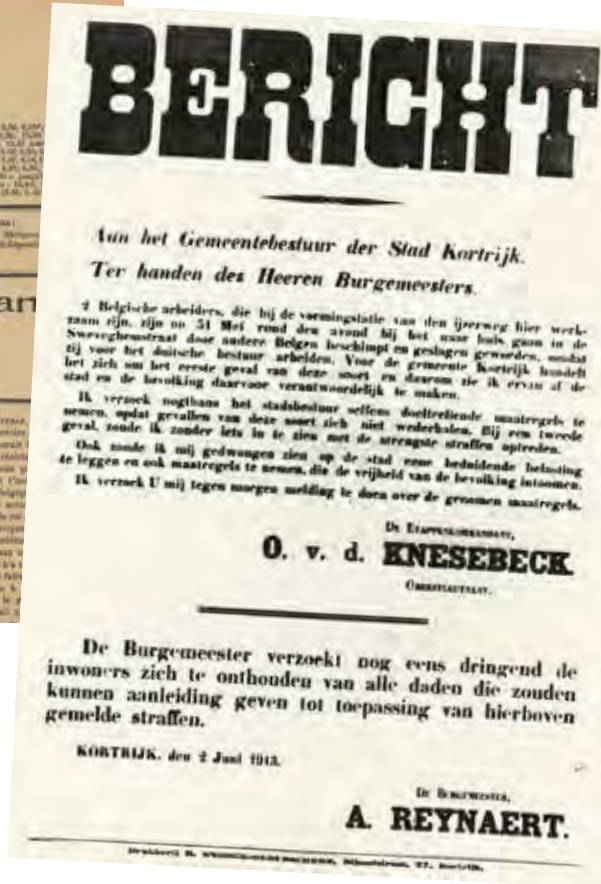 BERICHT
Aan het Gemeentebestuur der Stad Kortrijk.
Ter handen des Heeren Burgemeesters.
2 Belgische arbeiders, die bij de vormingstatie van den ijzerweg hier werk-
zaam zijn, zijn op 31 Mei rond den avond bij het naar huis gaan in de
Sweveghemstraat door andere Belgen beschimpt en geslagen geworden, omdat
zij voor het duitsche bestuur arbeiden. Voor de gemeente Kortrijk handelt
het zich om het eerste geval van deze soort en daarom zie ik ervan af de
stad en de bevolking daarvoor verantwoordelijk te maken.
Ik verzoek nogthans het stadsbestuur seffens doeltreffende maatregels te
nemen, opdat gevallen van deze soort zich niet wederhalen. Bij een tweede
geval, zoude ik zonder iets in te zien met de strengste straffen optreden.
Ook zoude ik mij gedwongen zien op de stad eene beduidende belasting
te leggen en ook maatregels te nemen, die de vrijheid van de bevolking intoomen.
Ik verzoek U mij tegen morgen melding te doen over de genomen maatregels.
De Etappenkommandant,
O. v. d. KNESEBECK
Oberstleutnant.
De Burgemeester verzoekt nog eens dringend de
inwoners zich te onthouden van alle daden die zouden
kunnen aanleiding geven tot toepassing van hierboven
gemelde straffen.
KORTRIJK, den 2 Juni 1915.
De Burgemeester,
A. REYNAERT.
Drukkerij
an